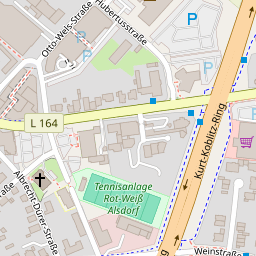 Otto-Wels-Straße
Hubertusstraße
P
P
P
L 164
Kurt-Koblitz-Ring
Tennisanlage
Rot-Weiß
Alsdorf
Albrecht-Dürer-Straße
Weinstraße